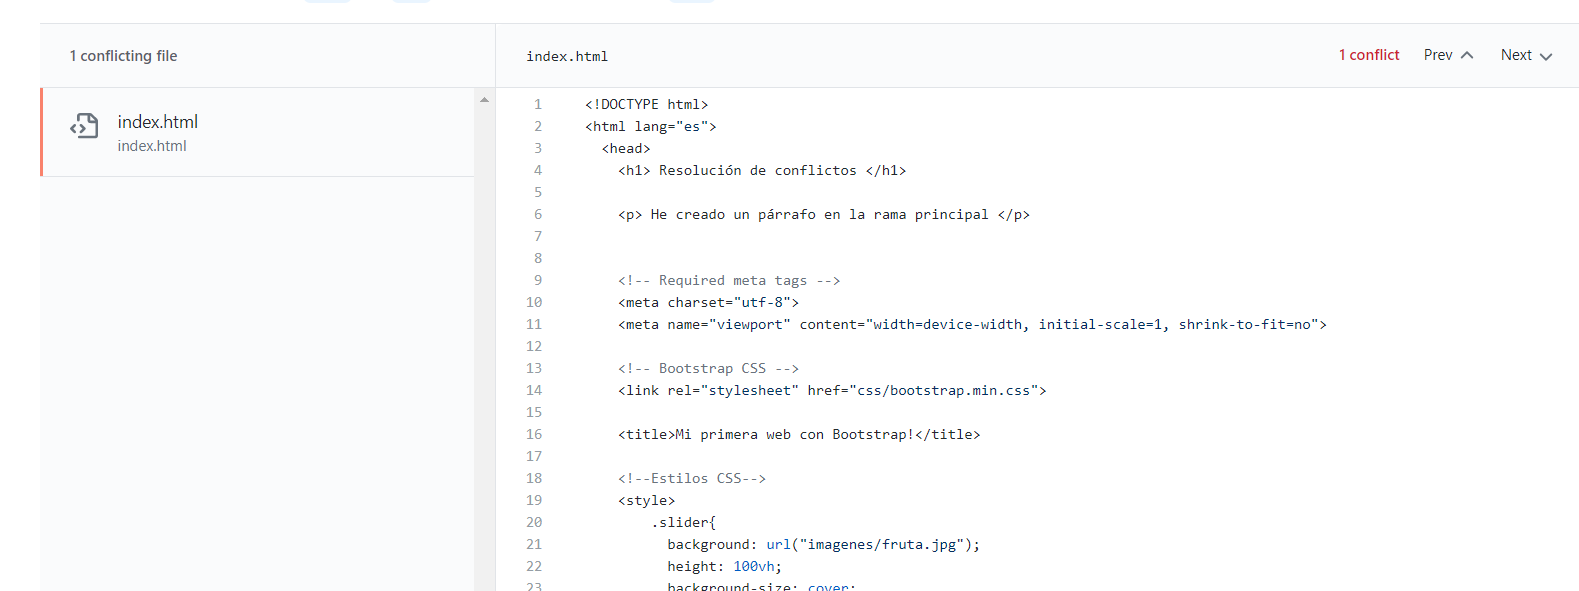 1 conflicting file
index.html
1 conflict Prev Next
index.html
index.html
1 <!DOCTYPE html>
2 <html lang="es">
3 <head>
4 <h1> Resolución de conflictos </h1>
5
6 <p> He creado un párrafo en la rama principal </p>
7
8
9 <!-- Required meta tags -->
10 <meta charset="utf-8">
11 <meta name="viewport" content="width=device-width, initial-scale=1, shrink-to-fit=no">
12
13 <!-- Bootstrap CSS -->
14 <link rel="stylesheet" href="css/bootstrap.min.css">
15
16 <title>Mi primera web con Bootstrap!</title>
17
18 <!--Estilos CSS-->
19 <style>
20 .slider{
21 background: url("imagenes/fruta.jpg");
22 height: 100vh;
23 background-size: cover;